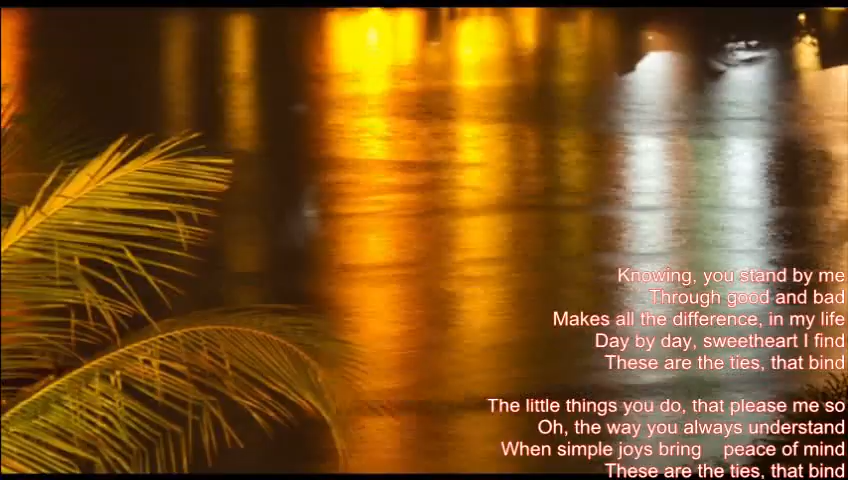 Knowing, you stand by me
Through good and bad
Makes all the difference, in my life
Day by day, sweetheart I find
These are the ties, that bind
The little things you do, that please me so
Oh, the way you always understand
When simple joys bring    peace of mind
These are the ties, that bind